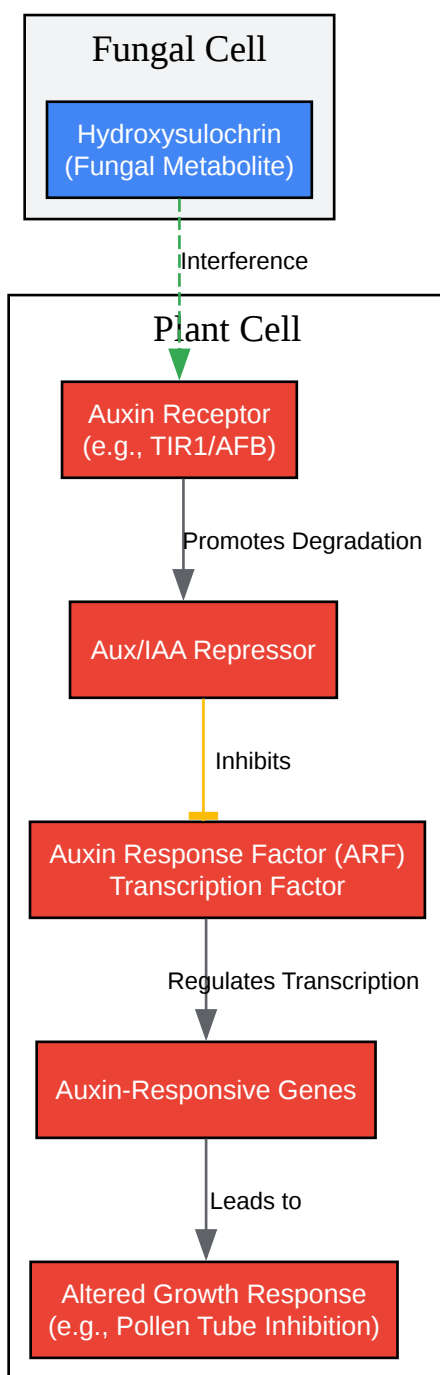 Fungal Cell
Hydroxysulochrin
(Fungal Metabolite)
Interference
Plant Cell
Auxin Receptor
(e.g., TIR1/AFB)
Promotes Degradation
Aux/IAA Repressor
Inhibits
Auxin Response Factor (ARF)
Transcription Factor
Regulates Transcription
Auxin-Responsive Genes
Leads to
Altered Growth Response
(e.g., Pollen Tube Inhibition)